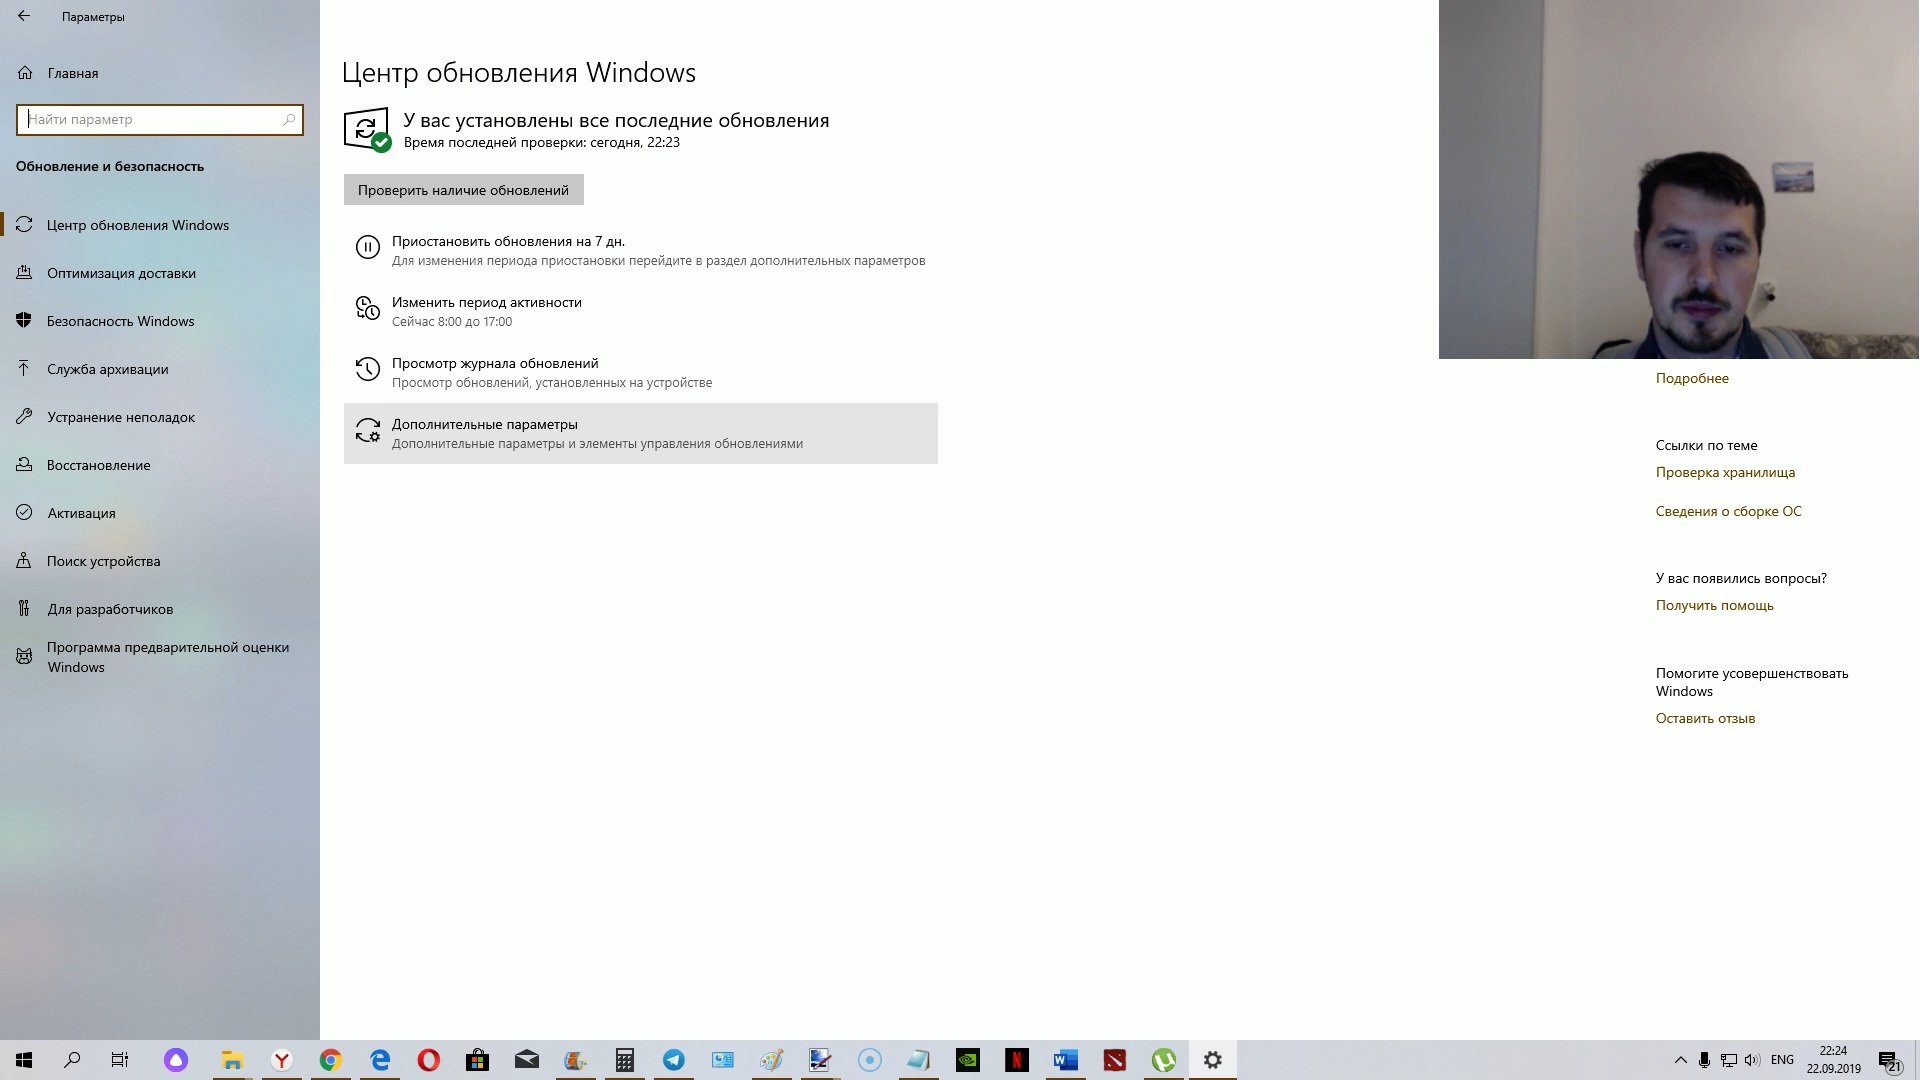 Параметры
Главная
Найти параметр
Обновление и безопасность
Центр обновления Windows
Оптимизация доставки
Безопасность Windows
Служба архивации
Устранение неполадок
Восстановление
Активация
Поиск устройства
Для разработчиков
Программа предварительной оценки
Windows
Центр обновления Windows
У вас установлены все последние обновления
Время последней проверки: сегодня, 22:23
Проверить наличие обновлений
Приостановить обновления на 7 дн.
Для изменения периода приостановки перейдите в раздел дополнительных параметров
Изменить период активности
Сейчас 8:00 до 17:00
Просмотр журнала обновлений
Просмотр обновлений, установленных на устройстве
Дополнительные параметры
Дополнительные параметры и элементы управления обновлениями
Подробнее
Ссылки по теме
Проверка хранилища
Сведения о сборке ОС
У вас появились вопросы?
Получить помощь
Помогите усовершенствовать
Windows
Оставить отзыв
ENG
22:24
22.09.2019
21